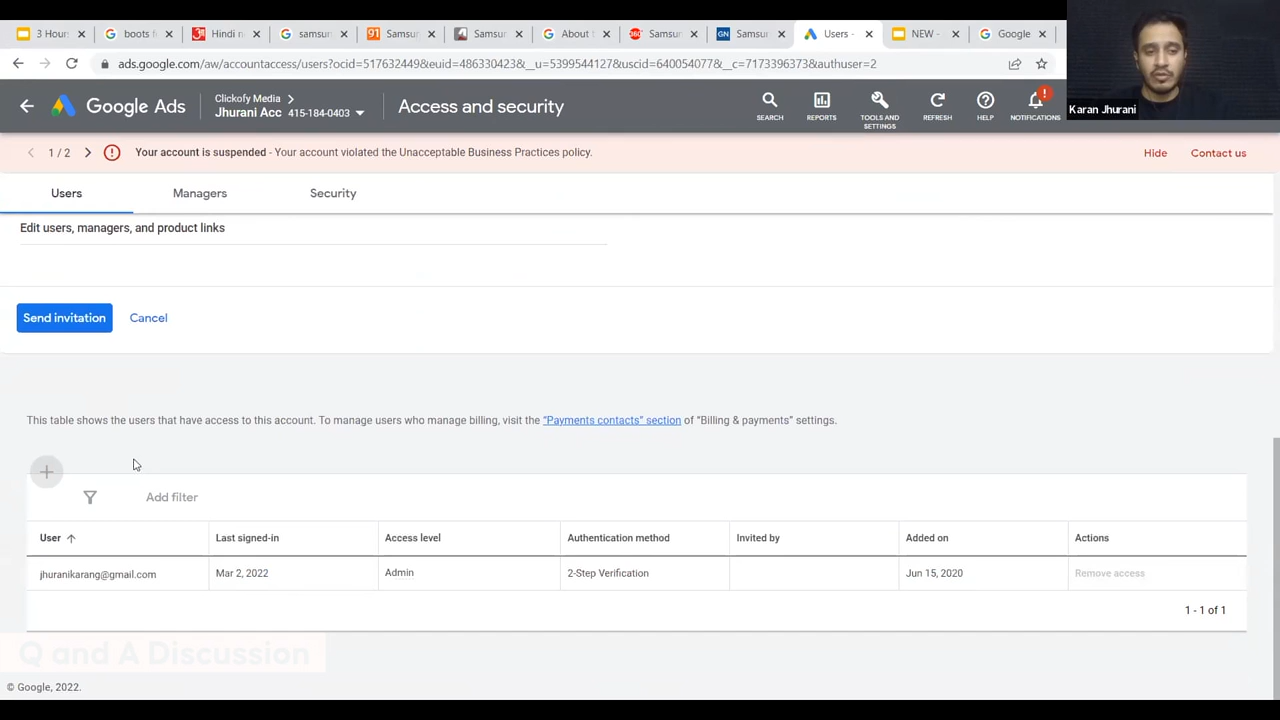 3 Hour
boots f
Hindi n
samsun
Samsu
Samsu
About S
Samsu
Samsu
Users -
NEW -
Google
ads.google.com/aw/accountaccess/users?ocid=517632449&euid=486330423&__u=5399544127&uscid=640054077&__c=7173396373&authuser=2
Google Ads
Clickofy Media
Jhurani Acc 415-184-0403
Access and security
SEARCH
REPORTS
TOOLS AND SETTINGS
REFRESH
HELP
NOTIFICATIONS
Karan Jhurani
1 / 2
Your account is suspended - Your account violated the Unacceptable Business Practices policy.
Hide
Contact us
Users
Managers
Security
Edit users, managers, and product links
Send invitation
Cancel
This table shows the users that have access to this account. To manage users who manage billing, visit the "Payments contacts" section of "Billing & payments" settings.
Add filter
User
Last signed-in
Access level
Authentication method
Invited by
Added on
Actions
jhuranikarang@gmail.com
Mar 2, 2022
Admin
2-Step Verification
Jun 15, 2020
Remove access
1 - 1 of 1
Q and A Discussion
© Google, 2022.